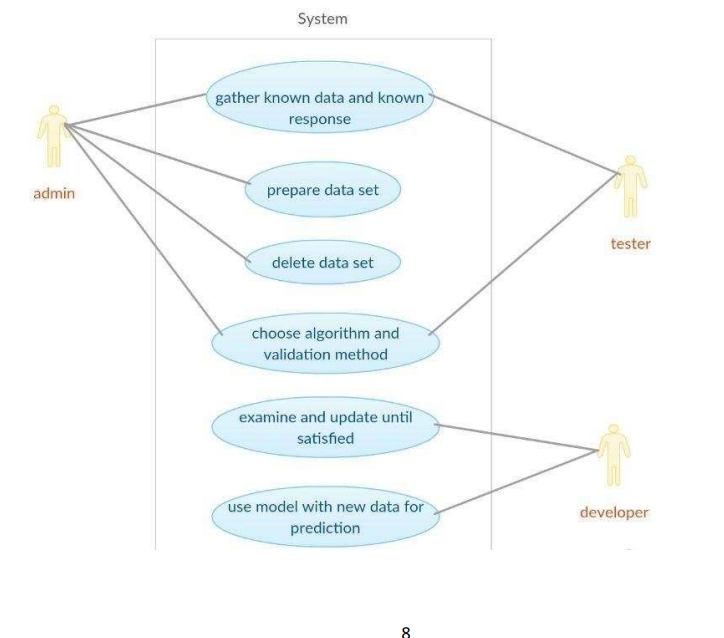 System
gather known data and known
response
admin
prepare data set
tester
delete data set
choose algorithm and
validation method
examine and update until
satisfied
developer
use model with new data for
prediction
8